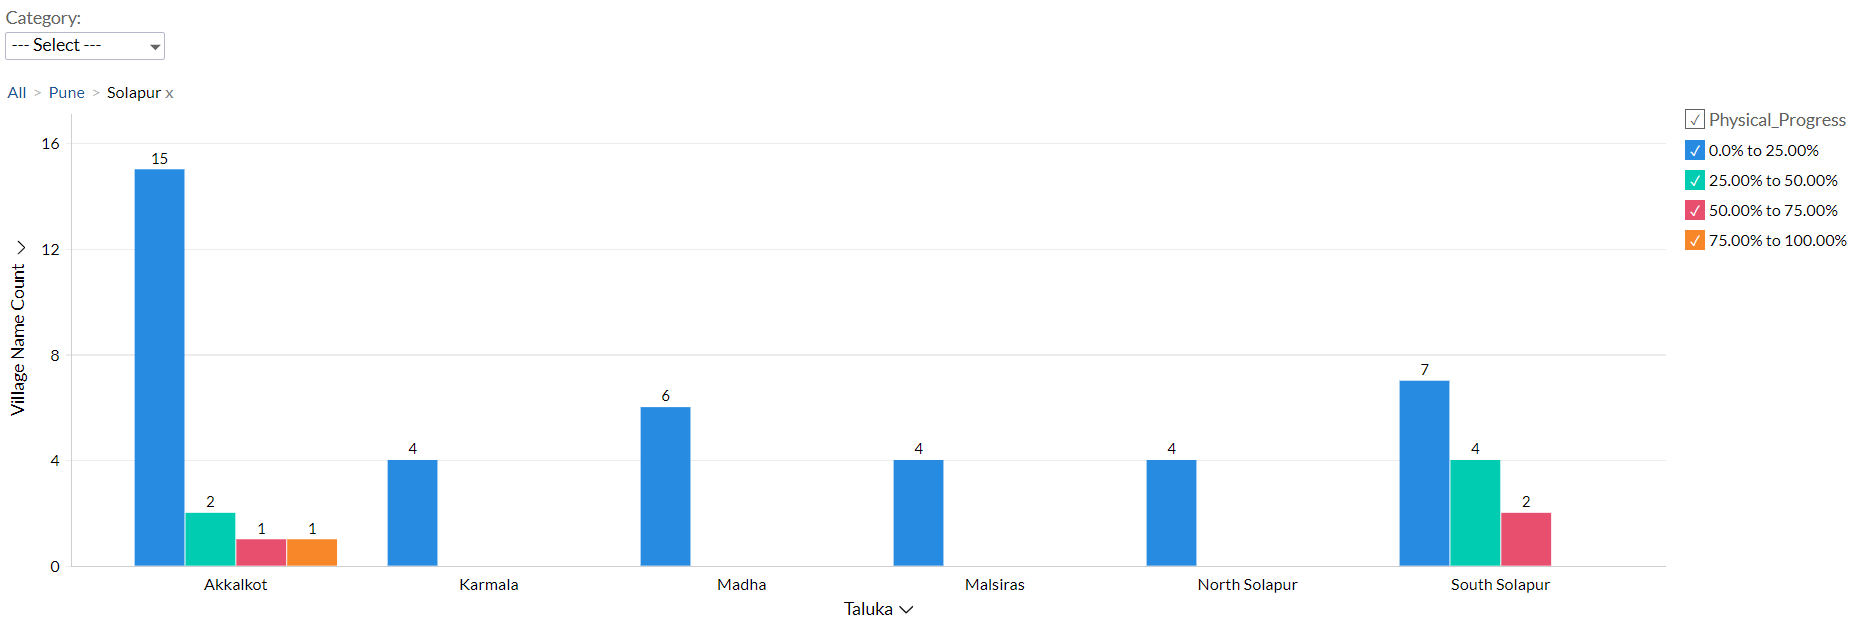 Category:
--- Select ---
All > Pune > Solapur x
Physical_Progress
0.0% to 25.00%
25.00% to 50.00%
50.00% to 75.00%
75.00% to 100.00%
Village Name Count
16
12
8
4
0
15
2
1
1
4
6
4
4
7
4
2
Akkalkot
Karmala
Madha
Malsiras
North Solapur
South Solapur
Taluka